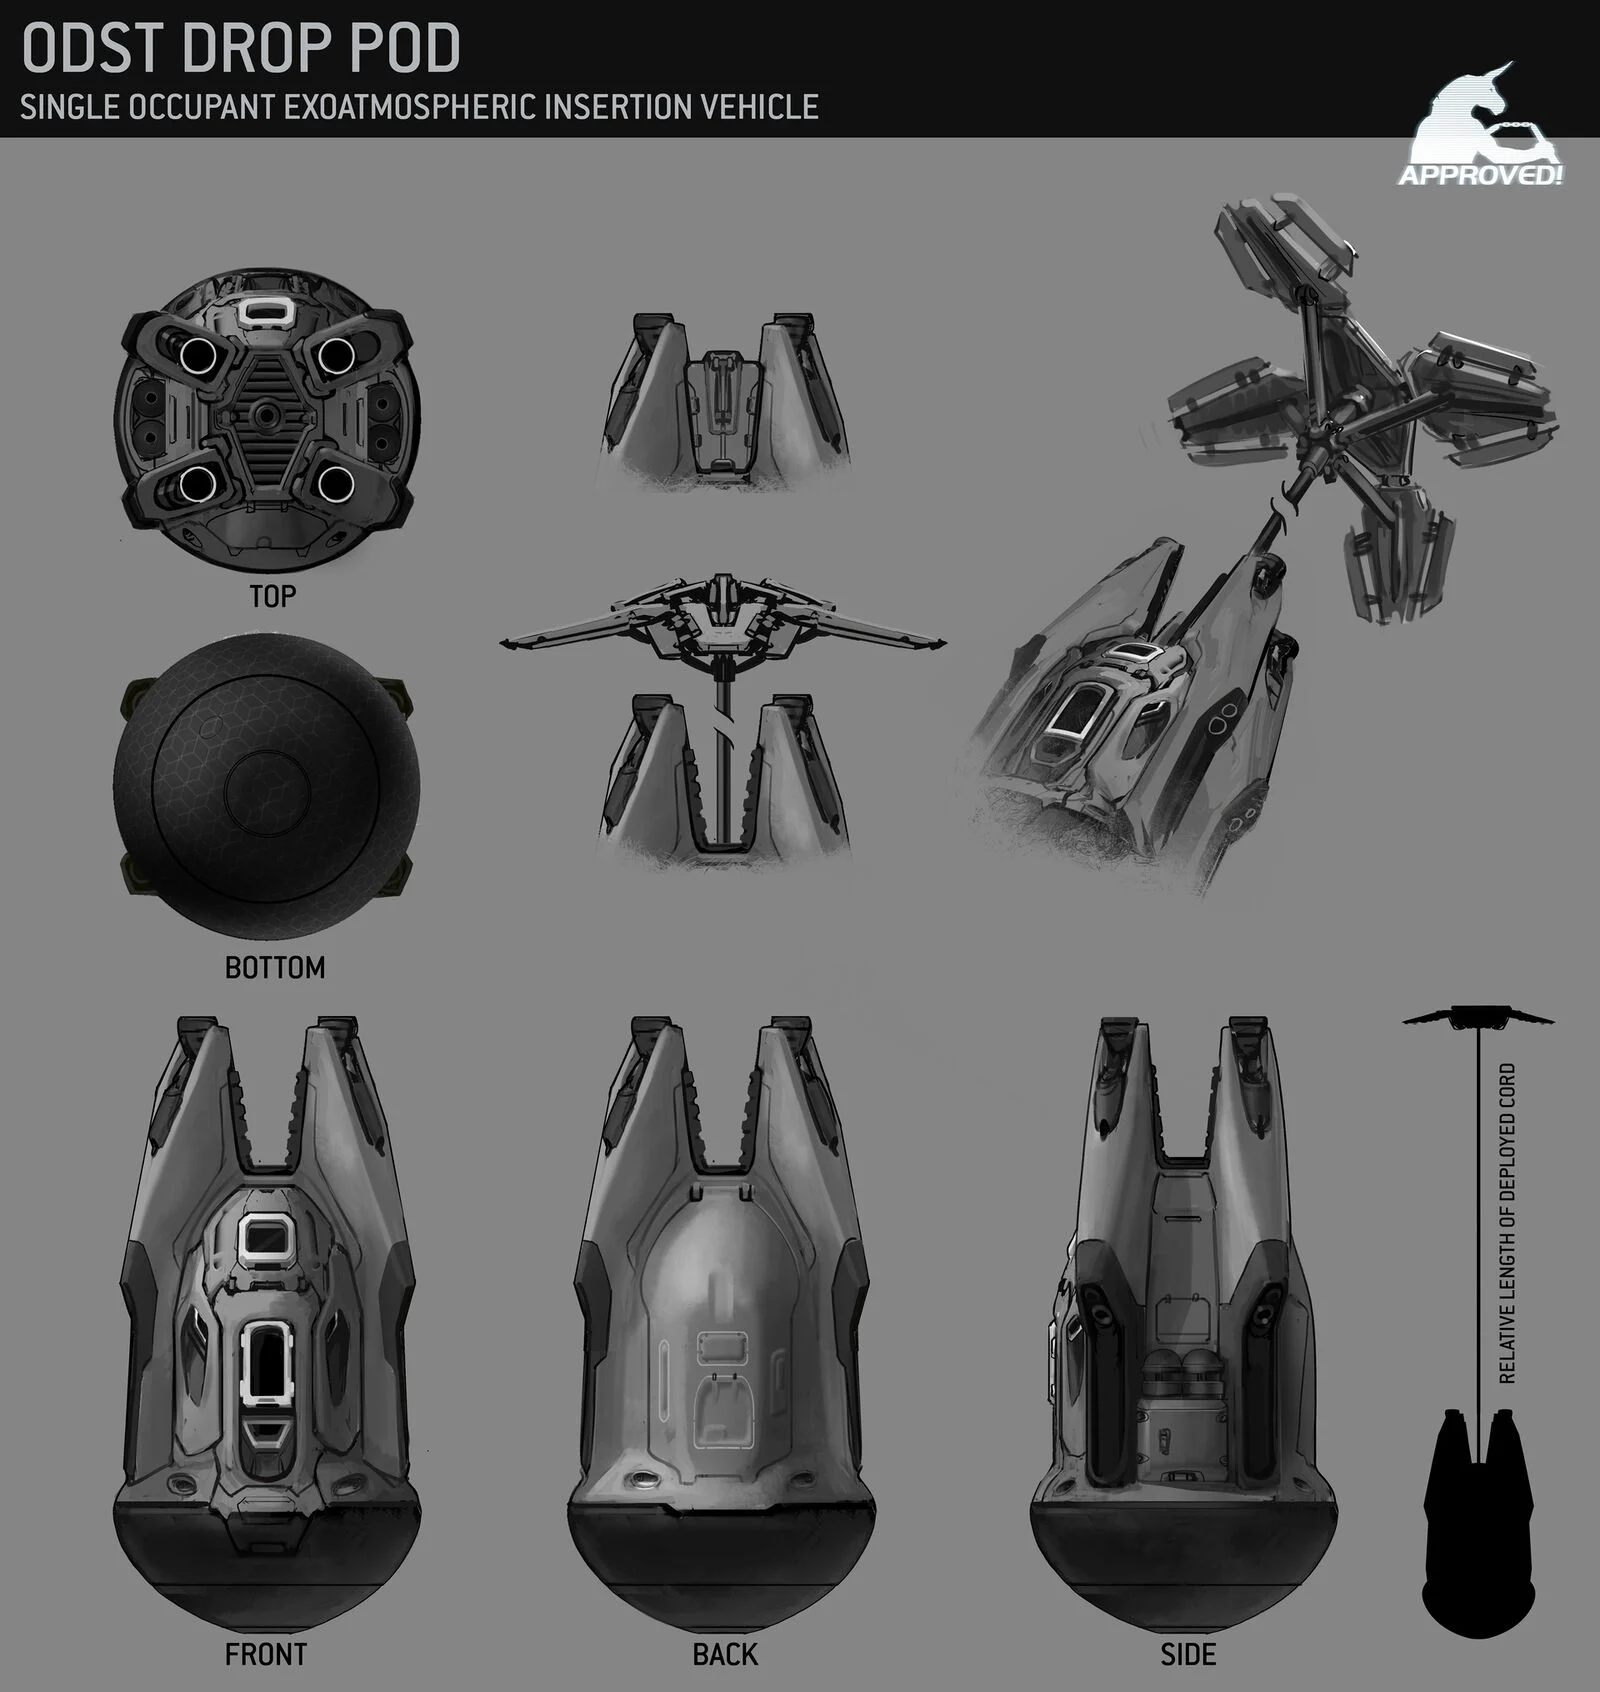 ODST DROP POD
SINGLE OCCUPANT EXOATMOSPHERIC INSERTION VEHICLE
APPROVED!
TOP
BOTTOM
RELATIVE LENGTH OF DEPLOYED CORD
FRONT
BACK
SIDE